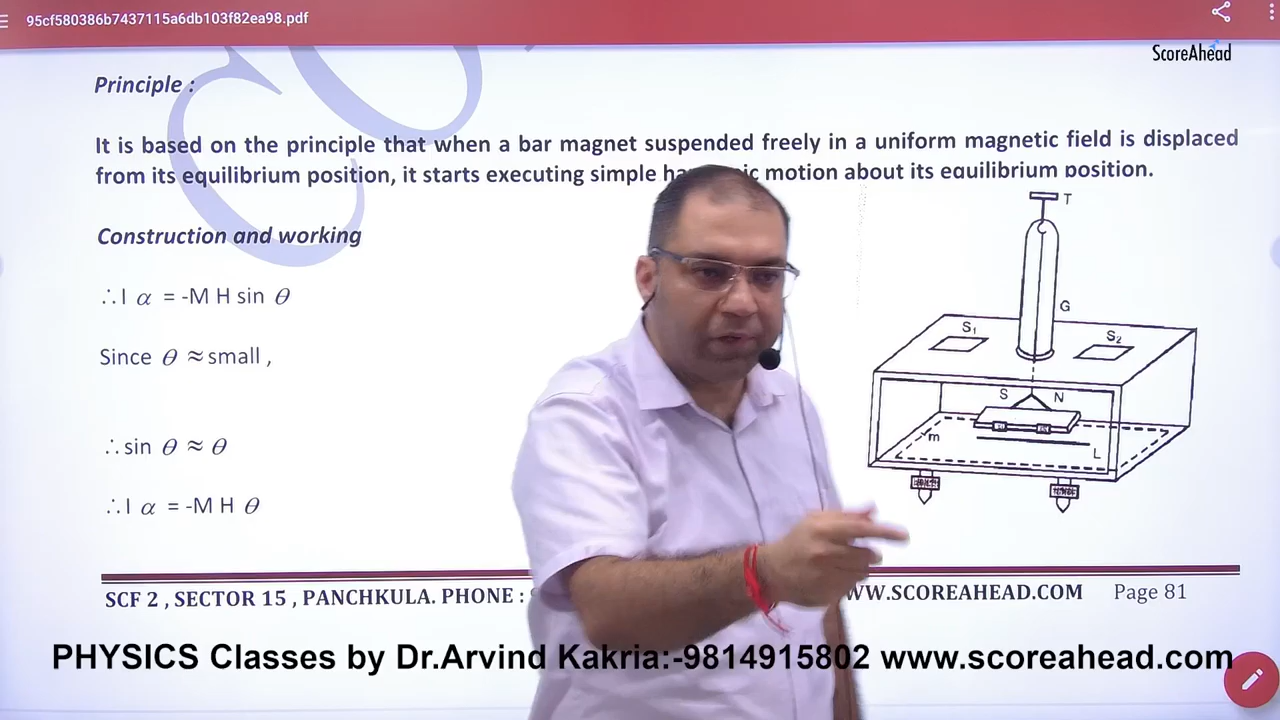 95cf580386b7437115a6db103f82ea98.pdf
ScoreAhead
Principle :
It is based on the principle that when a bar magnet suspended freely in a uniform magnetic field is displaced
from its equilibrium position, it starts executing simple ha ic motion about its equilibrium position.
Construction and working
∴I α = -M H sin θ
Since θ ≈ small ,
∴ sin θ ≈ θ
∴I α = -M H θ
T
G
S₁
S₂
S N
m
L
SCF 2 , SECTOR 15 , PANCHKULA. PHONE : WW.SCOREAHEAD.COM Page 81
PHYSICS Classes by Dr.Arvind Kakria:-9814915802 www.scoreahead.com